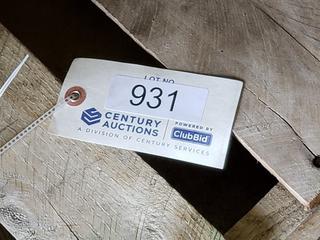 LOT NO.
931
CENTURY
AUCTIONS
POWERED BY
ClubBid
A DIVISION OF CENTURY SERVICES